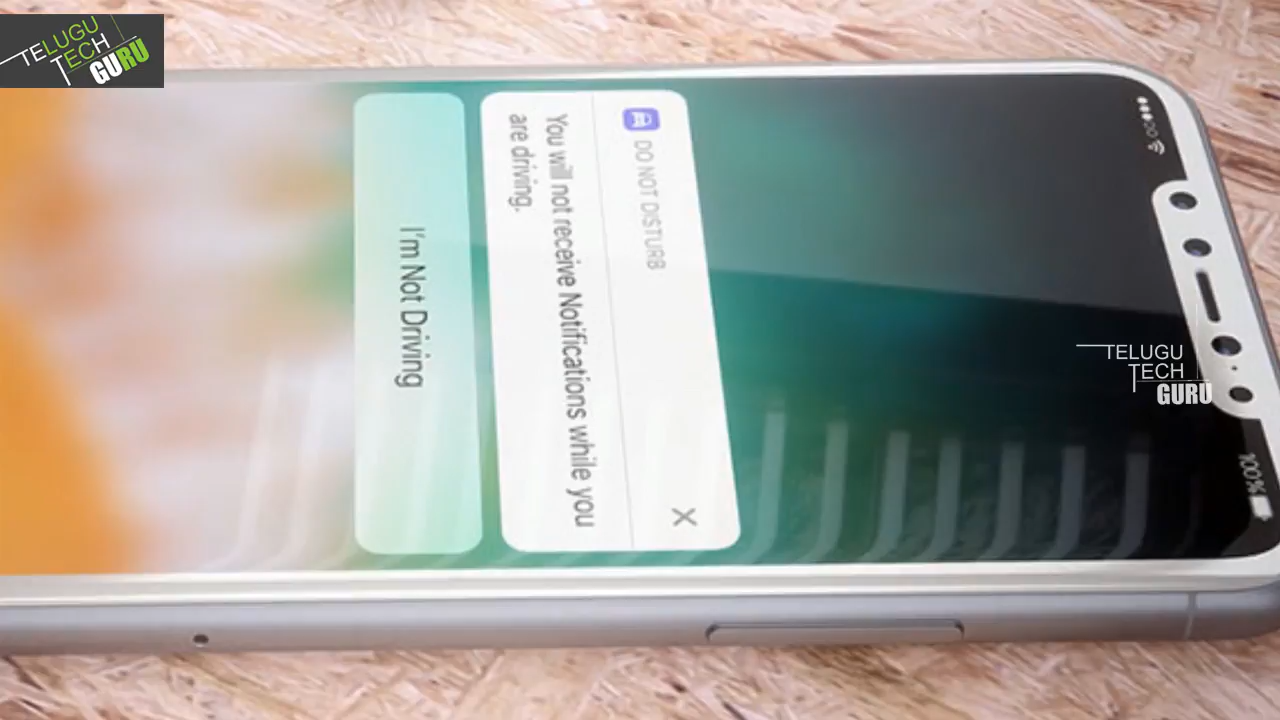 TELUGU
TECH
GURU
DO NOT DISTURB
You will not receive Notifications while you
are driving.
I'm Not Driving
TELUGU
TECH
GURU
100%